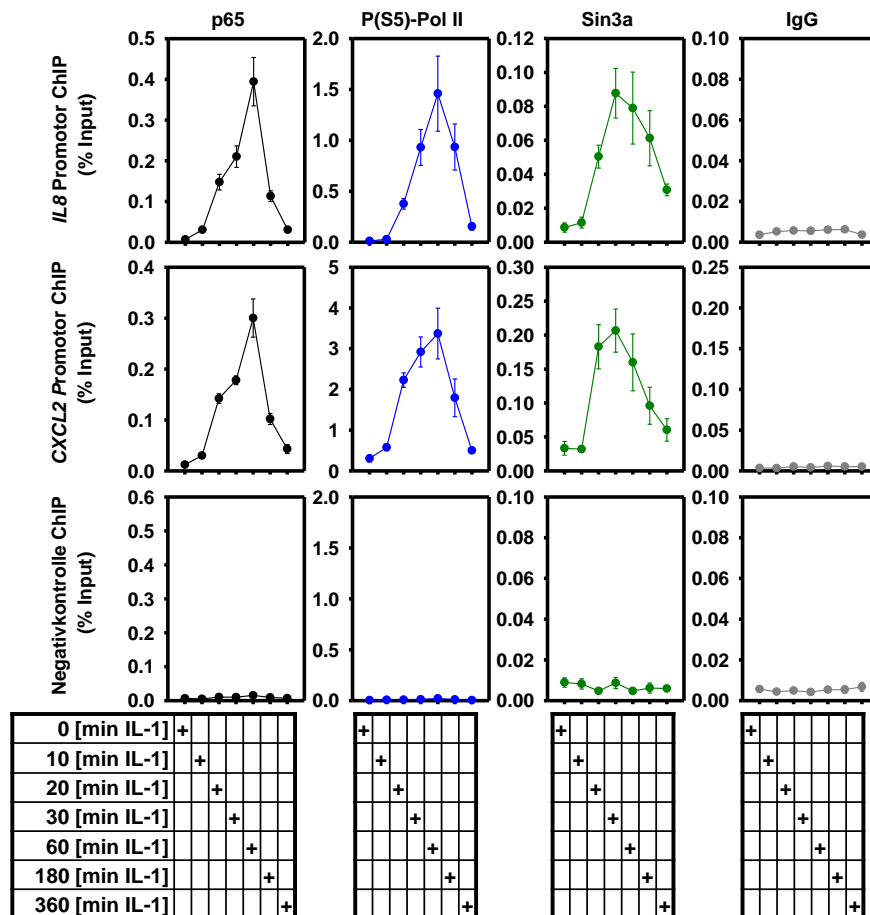 p65 P(S5)-Pol II Sin3a IgG
IL8 Promotor ChIP
(% Input)
0.5 2.0 0.12 0.10
0.4 1.5 0.10 0.08
0.3 1.0 0.08 0.06
0.2 0.5 0.06 0.04
0.1 0.0 0.04 0.02
0.0 0.02 0.00
0.00
CXCL2 Promotor ChIP
(% Input)
0.4 5 0.30 0.25
0.3 4 0.25 0.20
0.2 3 0.20 0.15
0.1 2 0.15 0.10
0.0 1 0.10 0.05
0 0.05 0.00
0.00
Negativkontrolle ChIP
(% Input)
0.6 2.0 0.10 0.10
0.5 1.5 0.08 0.08
0.4 1.0 0.06 0.06
0.3 0.5 0.04 0.04
0.2 0.0 0.02 0.02
0.1 0.00 0.00
0.0
0 [min IL-1] + + + +
10 [min IL-1] + + + +
20 [min IL-1] + + + +
30 [min IL-1] + + + +
60 [min IL-1] + + + +
180 [min IL-1] + + + +
360 [min IL-1] + + + +